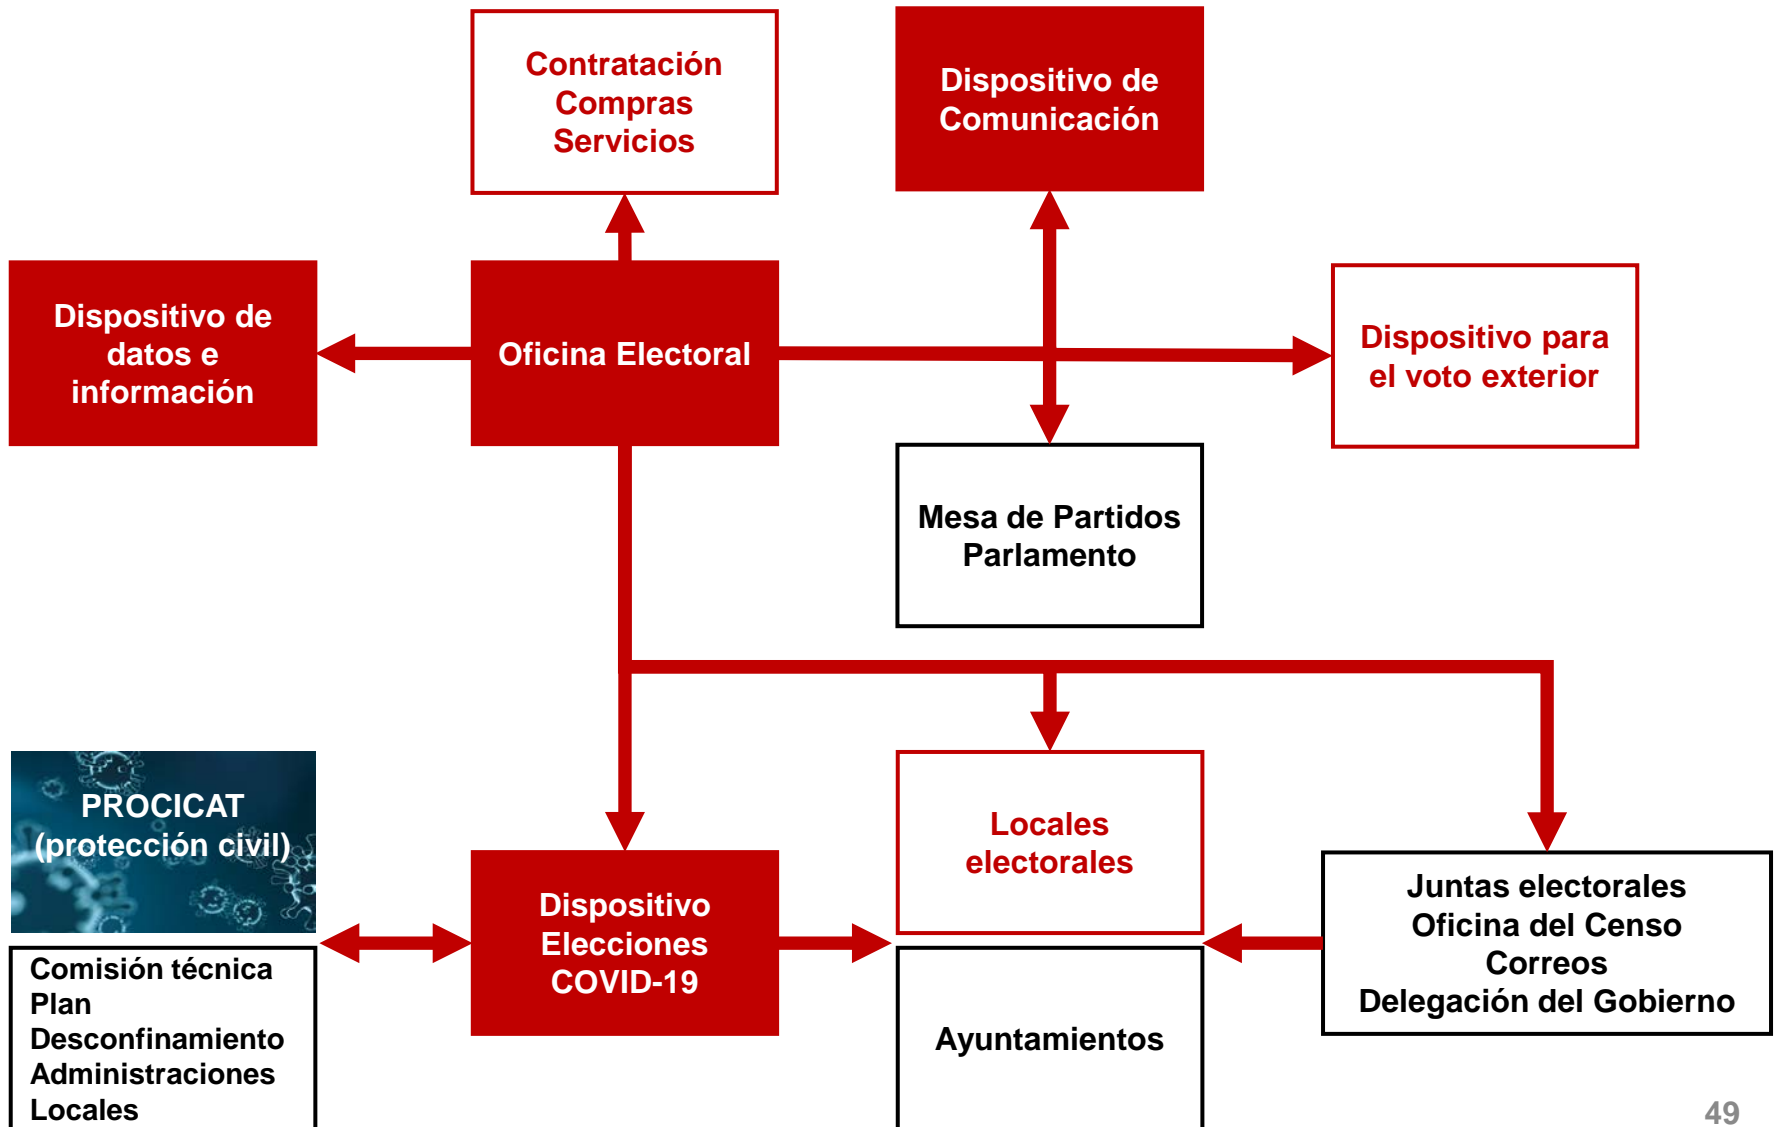 Contratación
Compras
Servicios
Dispositivo de
Comunicación
Dispositivo de
datos e
información
Oficina Electoral
Dispositivo para
el voto exterior
Mesa de Partidos
Parlamento
PROCICAT
(protección civil)
Locales
electorales
Dispositivo
Elecciones
COVID-19
Juntas electorales
Oficina del Censo
Correos
Delegación del Gobierno
Comisión técnica
Plan
Desconfinamiento
Administraciones
Locales
Ayuntamientos
49